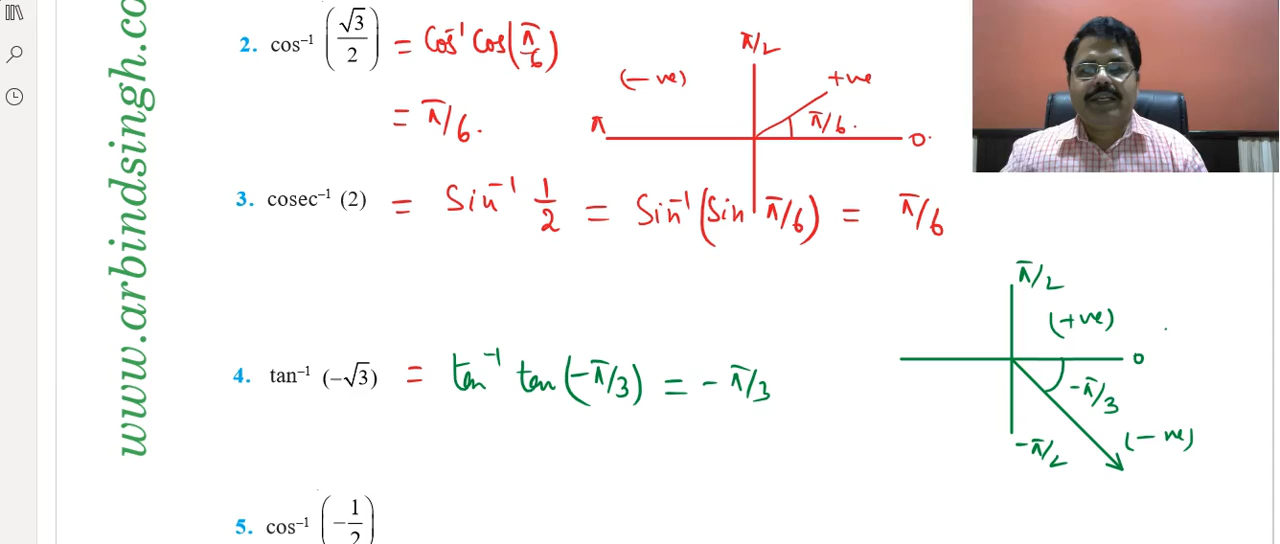 www.arbindsingh.co
2. cos⁻¹ (√3/2) = Cos⁻¹ Cos(π/6)
= π/6.
π/2
(-ve)
+ve
π
π/6.
0.
3. cosec⁻¹ (2) = Sin⁻¹ 1/2 = Sin⁻¹(Sin π/6) = π/6
π/2
(+ve)
0
4. tan⁻¹ (−√3) = tan⁻¹ tan(-π/3) = -π/3
-π/3
(-ve)
-π/2
5. cos⁻¹ (−1/2)